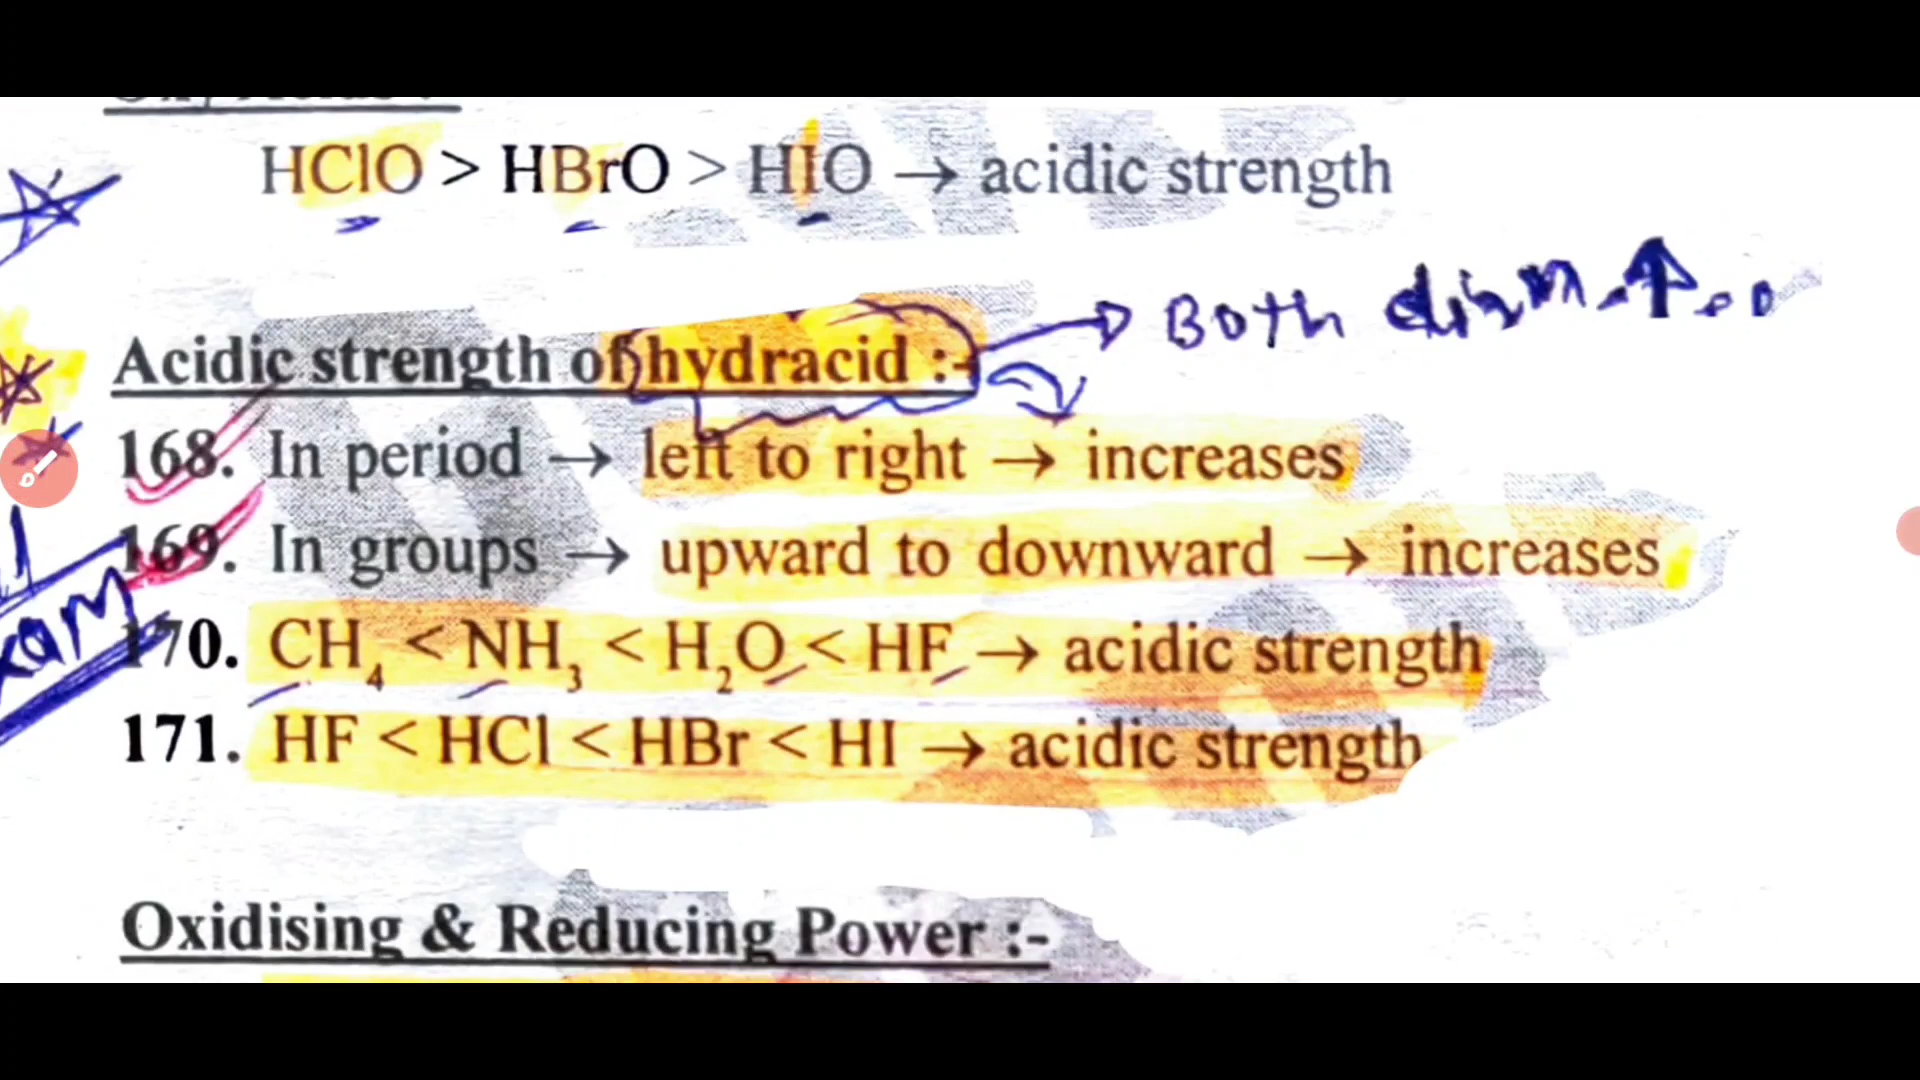 HClO > HBrO > HIO → acidic strength
Both
Acidic strength of hydracid :-
168. In period → left to right → increases
169. In groups → upward to downward → increases
170. CH₄ < NH₃ < H₂O < HF → acidic strength
171. HF < HCl < HBr < HI → acidic strength
Oxidising & Reducing Power :-